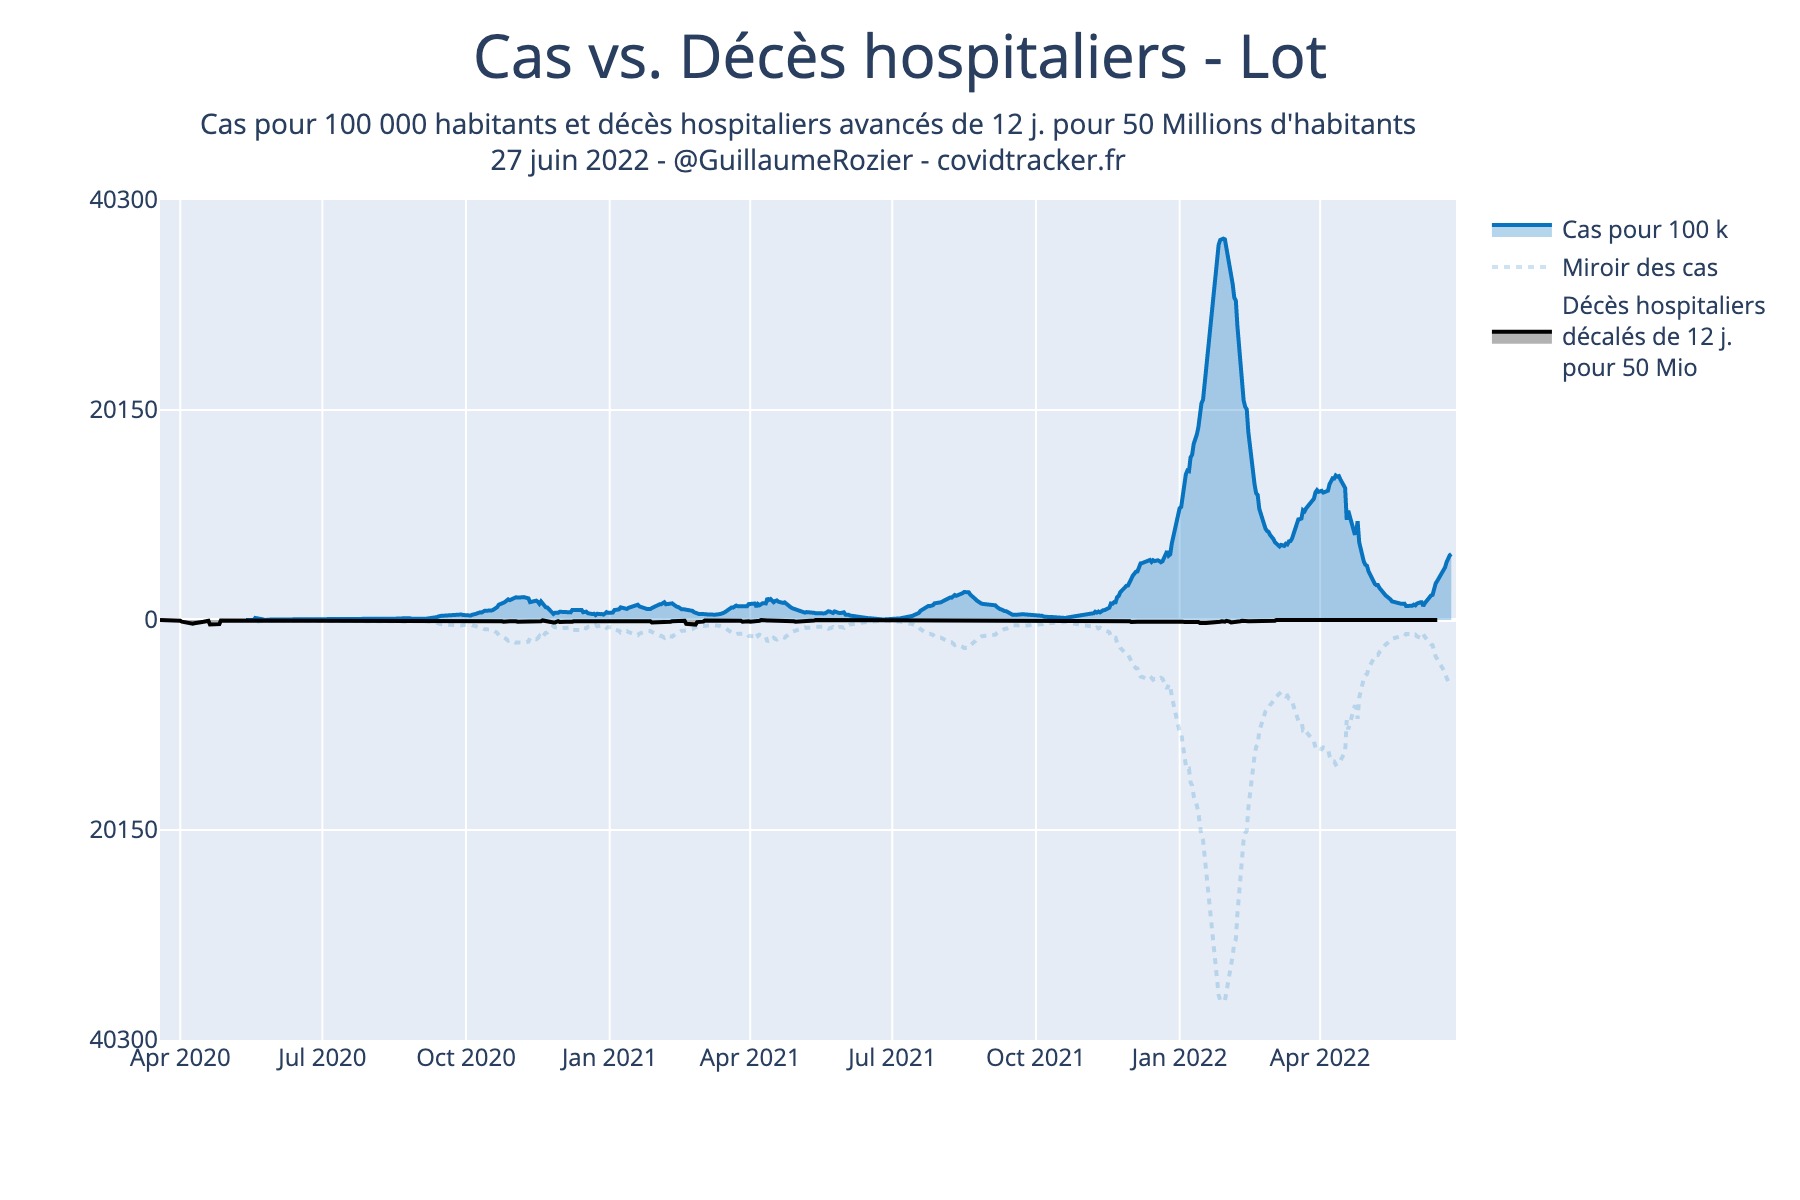 Cas vs. Décès hospitaliers - Lot
Cas pour 100 000 habitants et décès hospitaliers avancés de 12 j. pour 50 Millions d'habitants
27 juin 2022 - @GuillaumeRozier - covidtracker.fr
40300
20150
0
20150
40300
Apr 2020
Jul 2020
Oct 2020
Jan 2021
Apr 2021
Jul 2021
Oct 2021
Jan 2022
Apr 2022
Cas pour 100 k
Miroir des cas
Décès hospitaliers
décalés de 12 j.
pour 50 Mio